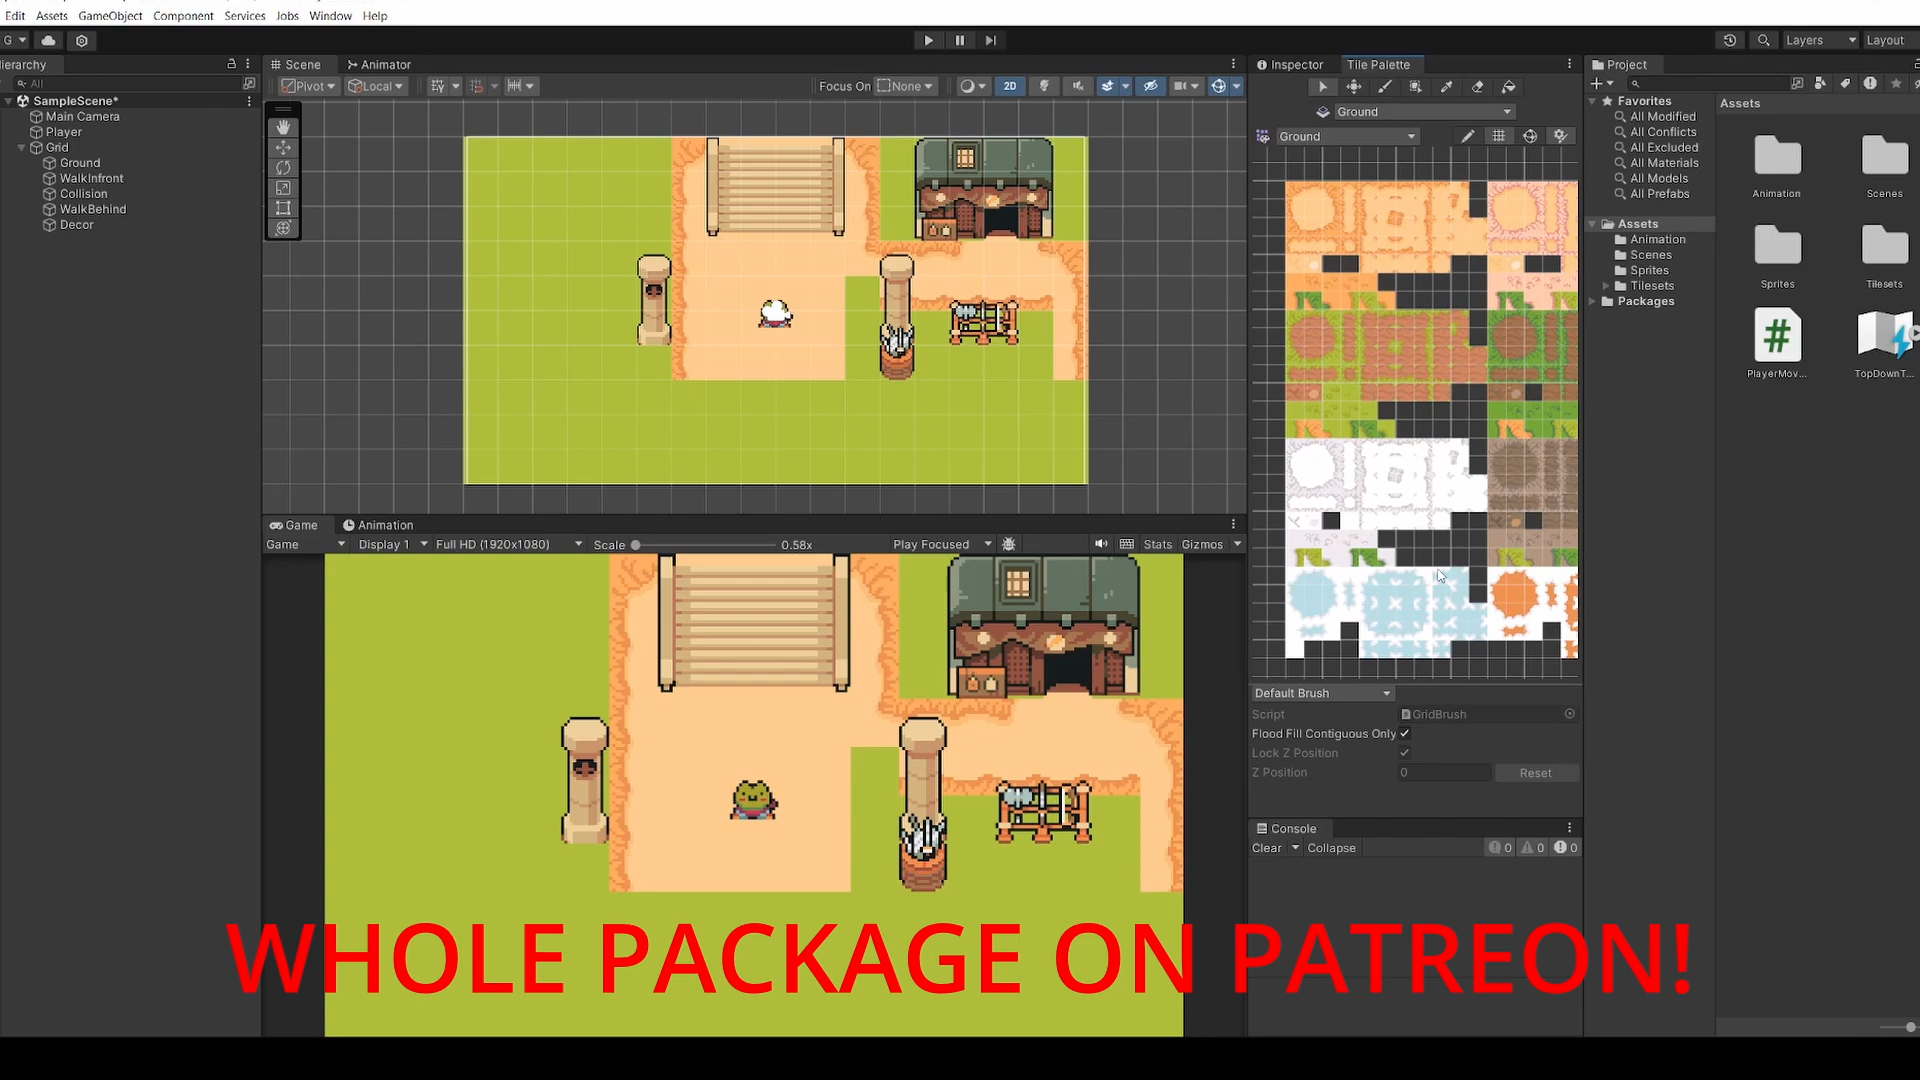 Edit Assets GameObject Component Services Jobs Window Help
G Layers Layout
ierarchy
All
SampleScene*
Main Camera
Player
Grid
Ground
WalkInfront
Collision
WalkBehind
Decor
Scene Animator
Pivot Local Focus On None 2D
Game Animation
Game Display 1 Full HD (1920x1080) Scale 0.58x Play Focused Stats Gizmos
Inspector Tile Palette
Ground
Ground
Default Brush
Script GridBrush
Flood Fill Contiguous Only
Lock Z Position
Z Position 0 Reset
Console
Clear Collapse 0 0 0
Project
Favorites
All Modified
All Conflicts
All Excluded
All Materials
All Models
All Prefabs
Assets
Animation
Scenes
Sprites
Tilesets
Packages
Assets
Animation Scenes
Sprites Tilesets
#
PlayerMov... TopDownT...
WHOLE PACKAGE ON PATREON!